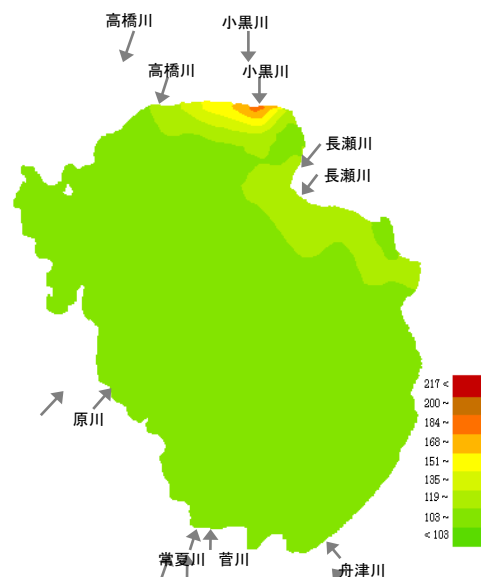 高橋川
小黒川
高橋川
小黒川
長瀬川
長瀬川
217 <
200 ~
184 ~
168 ~
151 ~
135 ~
119 ~
103 ~
< 103
原川
常夏川
菅川
舟津川